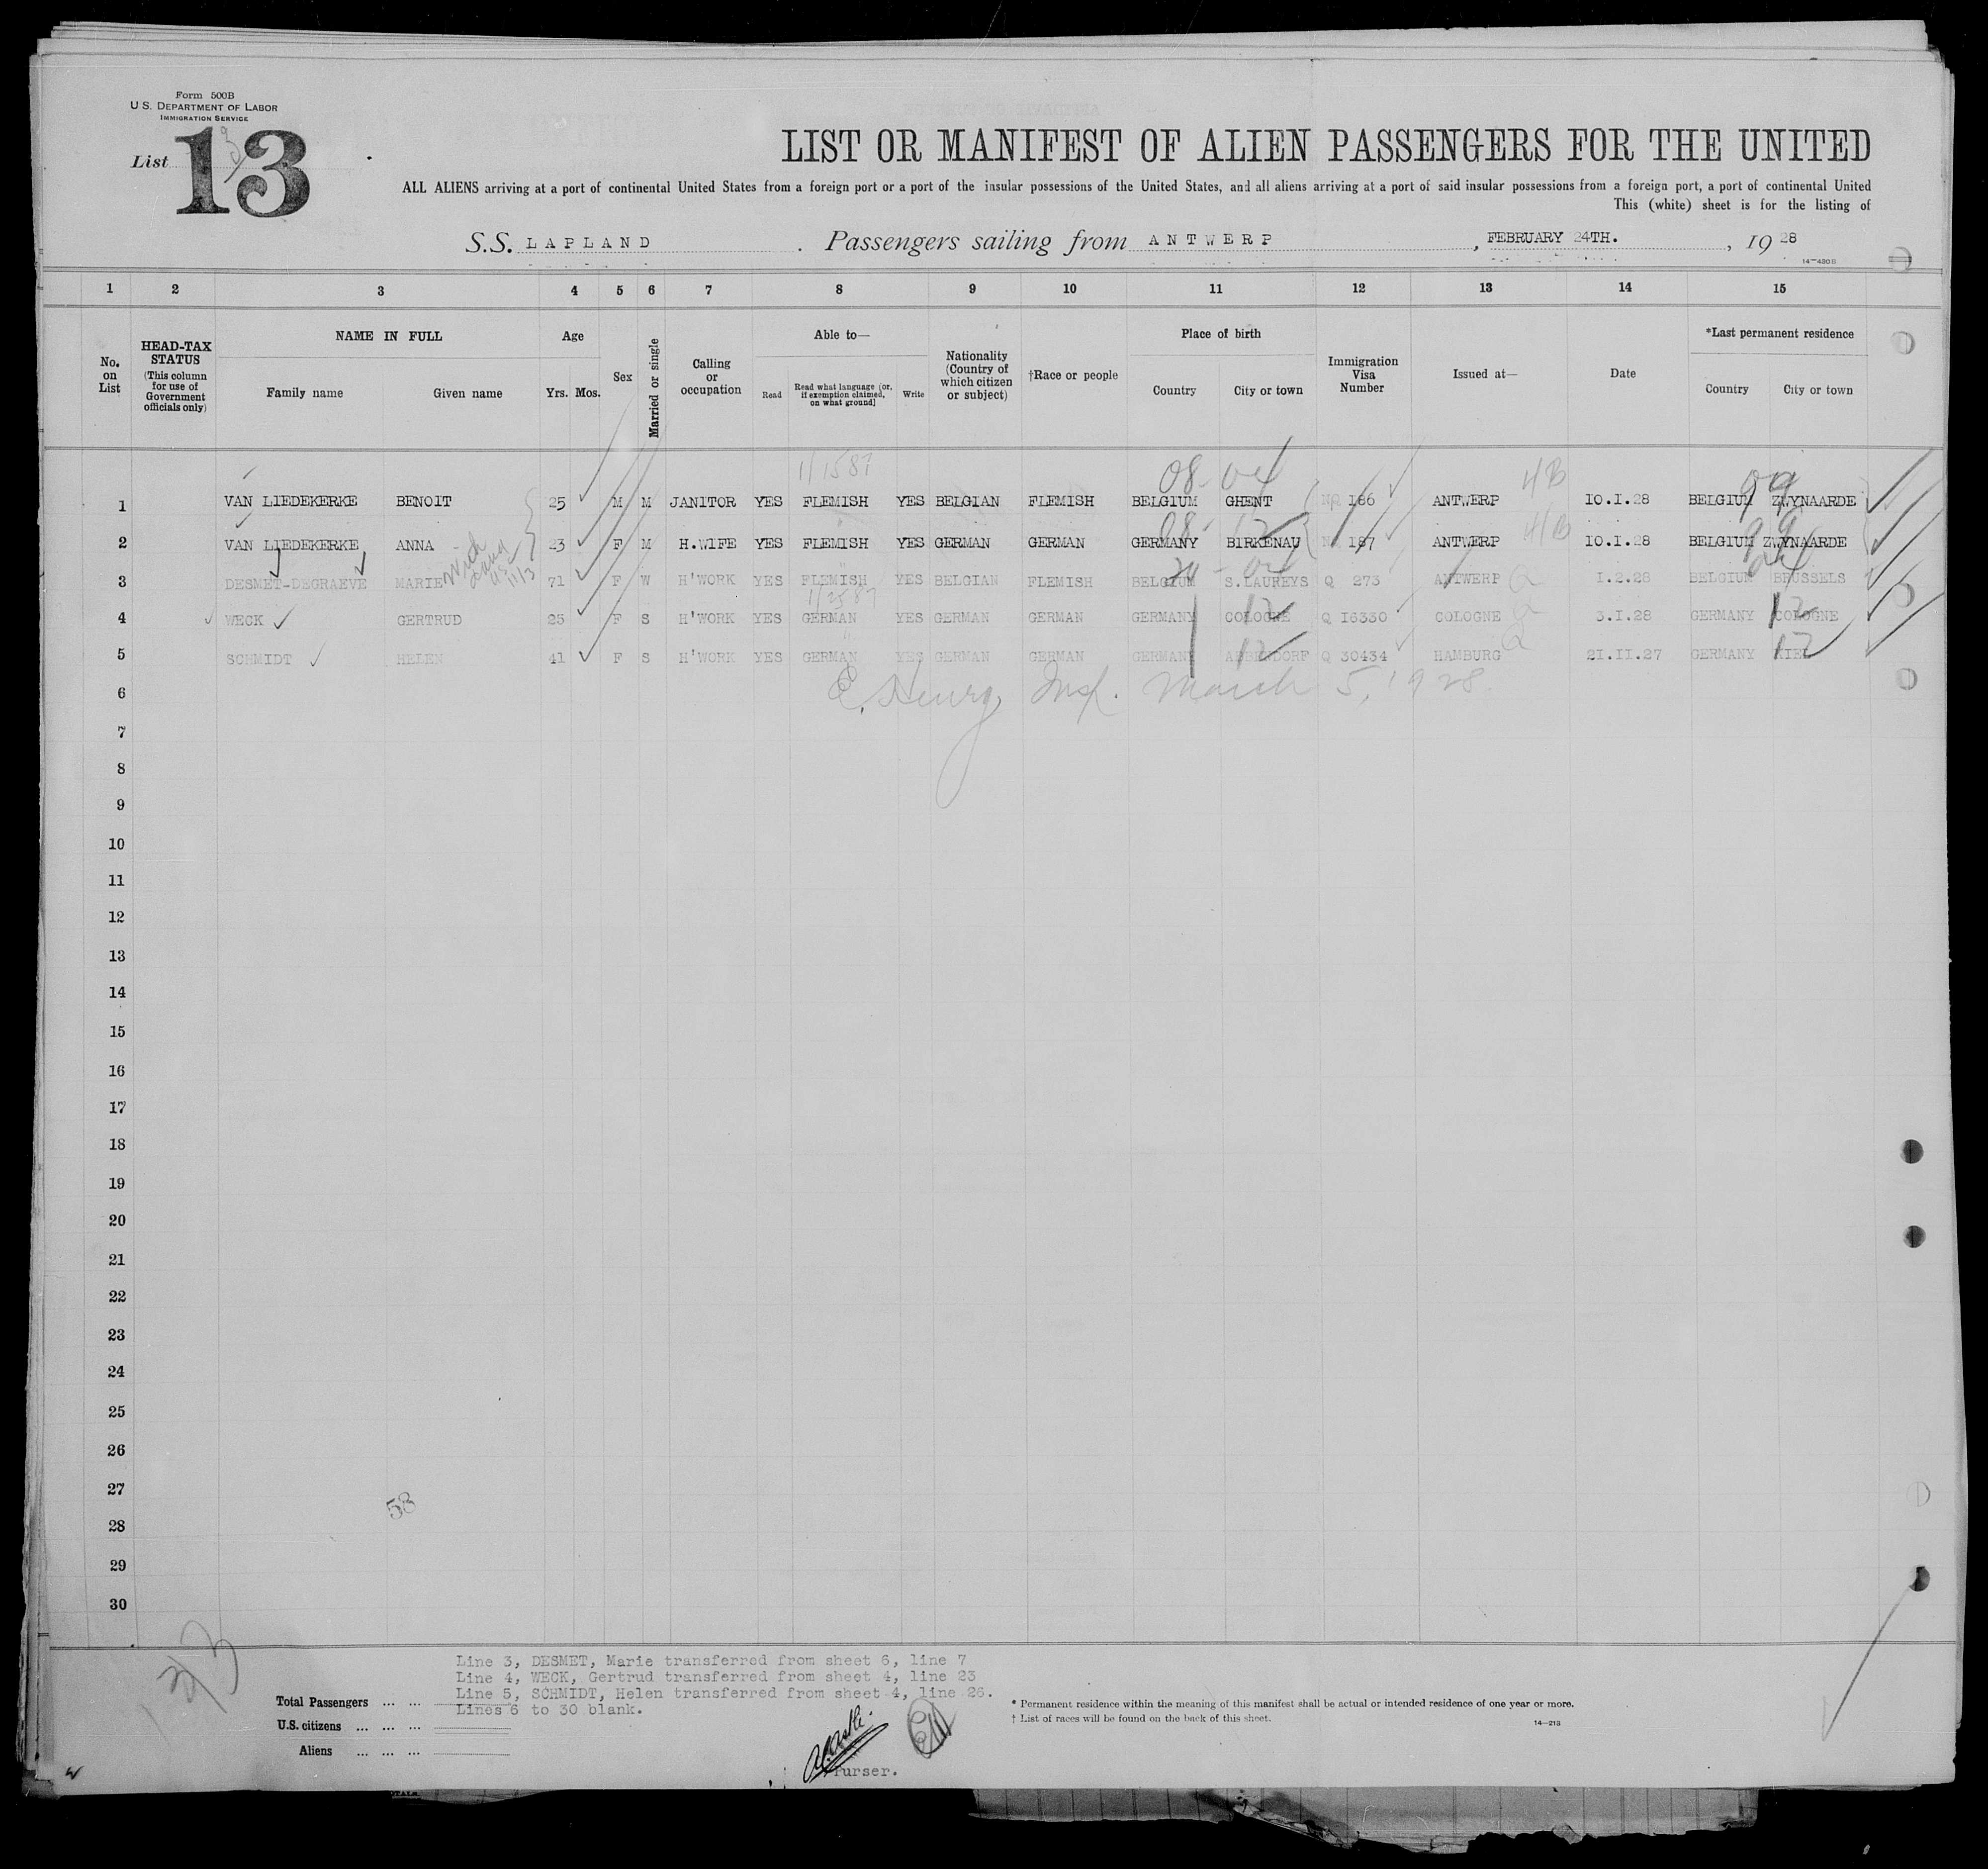 Form 500B
U. S. DEPARTMENT OF LABOR
IMMIGRATION SERVICE
List 13
3
LIST OR MANIFEST OF ALIEN PASSENGERS FOR THE UNITED
ALL ALIENS arriving at a port of continental United States from a foreign port or a port of the insular possessions of the United States, and all aliens arriving at a port of said insular possessions from a foreign port, a port of continental United
This (white) sheet is for the listing of
S.S. LAPLAND . Passengers sailing from ANTWERP , FEBRUARY 24TH. , 19 28
14—430B
1 2 3 4 5 6 7 8 9 10 11 12 13 14 15
No. on List
HEAD-TAX STATUS (This column for use of Government officials only)
NAME IN FULL
Family name Given name
Age
Yrs. Mos.
Sex
Married or single
Calling or occupation
Able to—
Read Read what language [or, if exemption claimed, on what ground] Write
Nationality (Country of which citizen or subject)
†Race or people
Place of birth
Country City or town
Immigration Visa Number
Issued at—
Date
*Last permanent residence
Country City or town
1 VAN LIEDEKERKE BENOIT 25 M M JANITOR YES FLEMISH YES BELGIAN FLEMISH BELGIUM GHENT 186 ANTWERP 10.I.28 BELGIUM ZWYNAARDE
2 VAN LIEDEKERKE ANNA 23 F M H.WIFE YES FLEMISH YES GERMAN GERMAN GERMANY BIRKENAU 187 ANTWERP 10.I.28 BELGIUM ZWYNAARDE
3 DESMET-DEGRAEVE MARIE 71 F W H'WORK YES FLEMISH YES BELGIAN FLEMISH BELGIUM S.LAUREYS Q 273 ANTWERP 1.2.28 BELGIUM BRUSSELS
4 WECK GERTRUD 25 F S H'WORK YES GERMAN YES GERMAN GERMAN GERMANY COLOGNE Q I6330 COLOGNE 3.I.28 GERMANY COLOGNE
5 SCHMIDT HELEN 41 F S H'WORK YES GERMAN YES GERMAN GERMAN GERMANY Q 30434 HAMBURG 21.II.27 GERMANY KIEL
6 E. Henry Insp. March 5, 1928
7
8
9
10
11
12
13
14
15
16
17
18
19
20
21
22
23
24
25
26
27
58
28
29
30
Line 3, DESMET, Marie transferred from sheet 6, line 7
Line 4, WECK, Gertrud transferred from sheet 4, line 23
Line 5, SCHMIDT, Helen transferred from sheet 4, line 26.
Lines 6 to 30 blank.
Total Passengers ... ...
U.S. citizens ... ... ...
Aliens ... ... ...
* Permanent residence within the meaning of this manifest shall be actual or intended residence of one year or more.
† List of races will be found on the back of this sheet.
14—213
Purser.